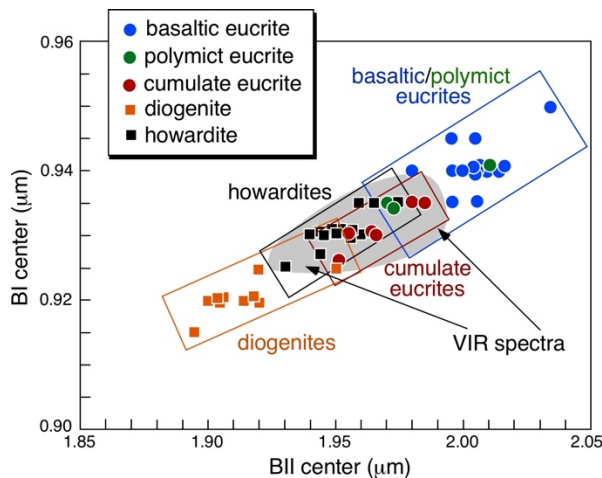 basaltic eucrite
polymict eucrite
cumulate eucrite
diogenite
howardite
basaltic/polymict
eucrites
howardites
cumulate
eucrites
diogenites
VIR spectra
BI center (μm)
0.96
0.94
0.92
0.90
1.85
1.90
1.95
2.00
2.05
BII center (μm)